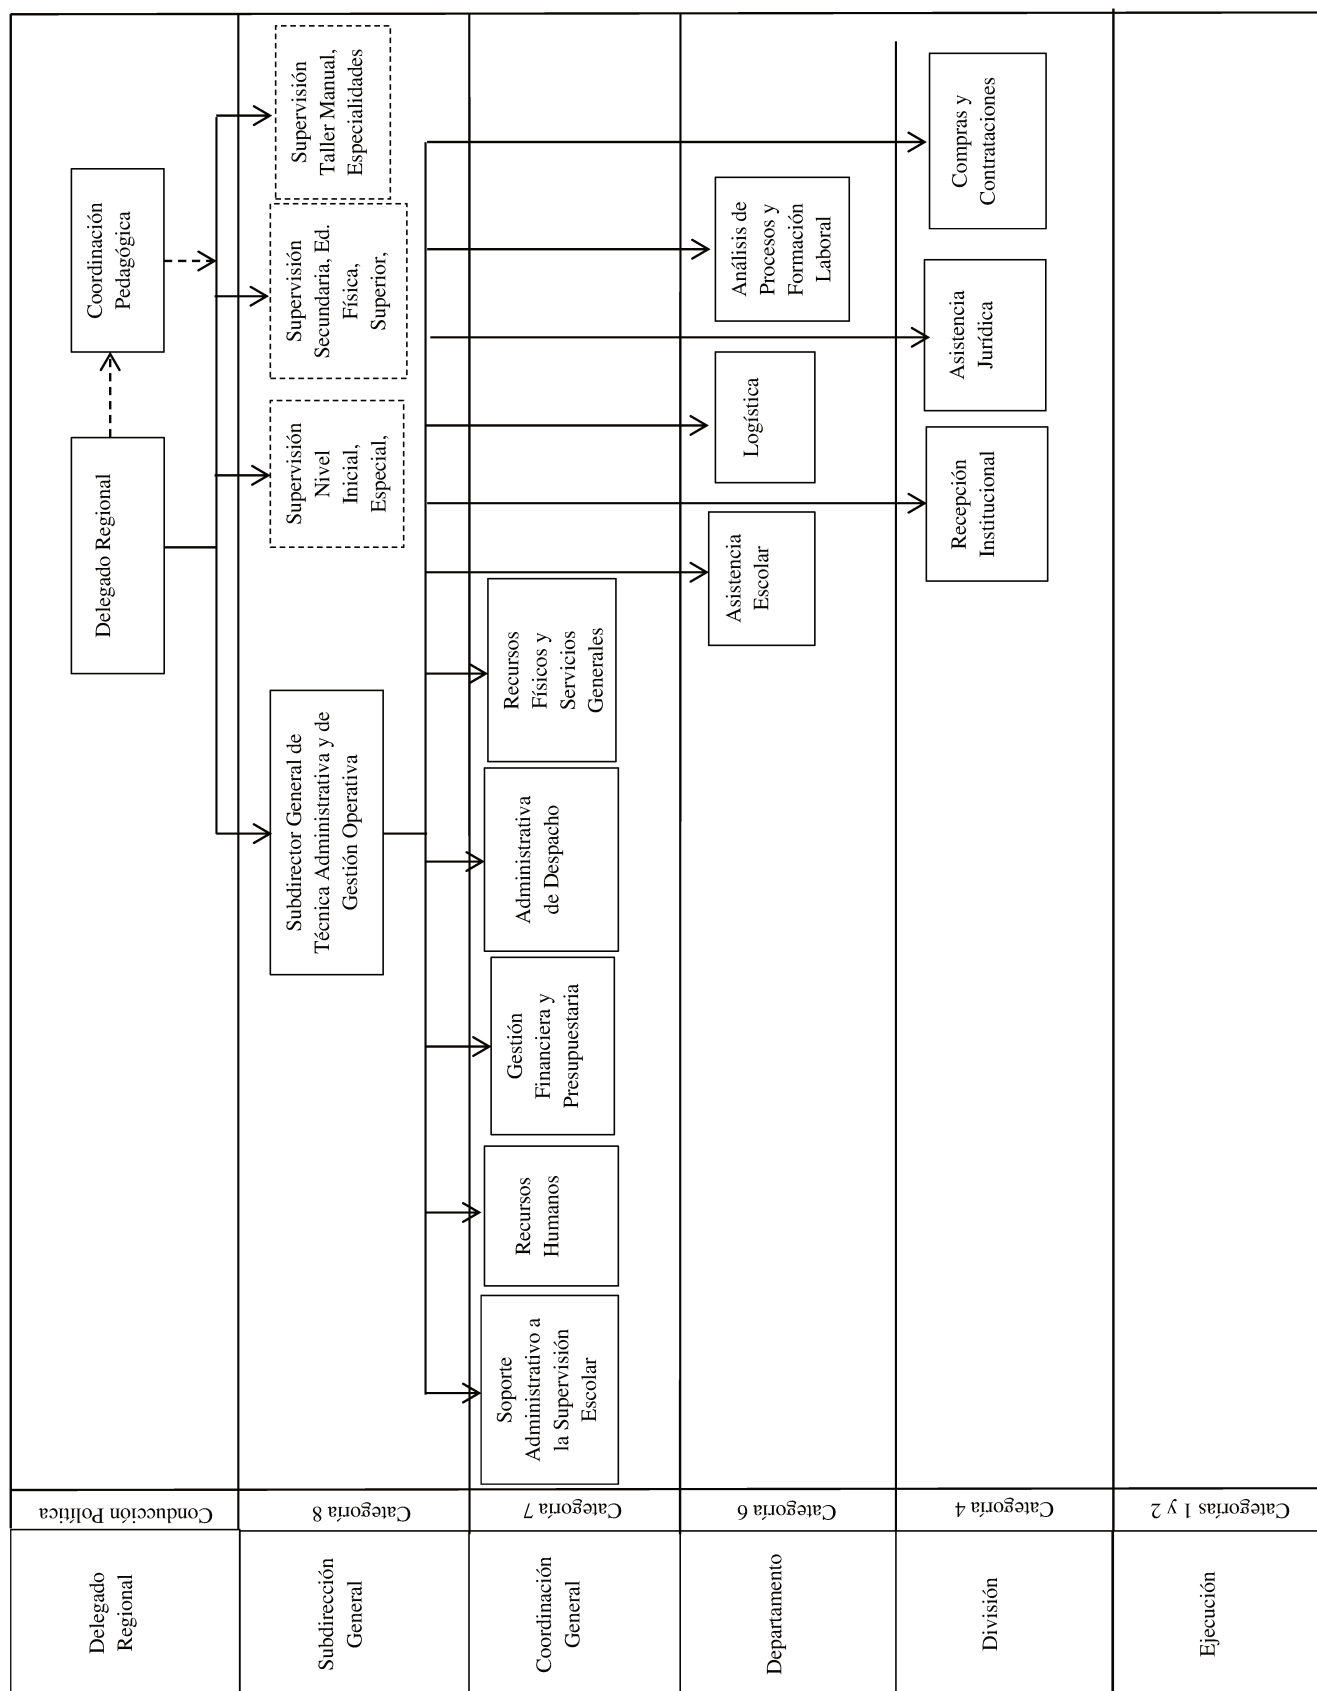 Delegado
Regional
Conducción Política
Delegado Regional
Coordinación
Pedagógica
Subdirección
General
Categoría 8
Subdirector General de
Técnica Administrativa y de
Gestión Operativa
Supervisión
Nivel
Inicial,
Especial,
Supervisión
Secundaria, Ed.
Física,
Superior,
Supervisión
Taller Manual,
Especialidades
Coordinación
General
Categoría 7
Soporte
Administrativo a
la Supervisión
Escolar
Recursos
Humanos
Gestión
Financiera y
Presupuestaria
Administrativa
de Despacho
Recursos
Físicos y
Servicios
Generales
Departamento
Categoría 6
Asistencia
Escolar
Logística
Análisis de
Procesos y
Formación
Laboral
División
Categoría 4
Recepción
Institucional
Asistencia
Jurídica
Compras y
Contrataciones
Ejecución
Categorías 1 y 2